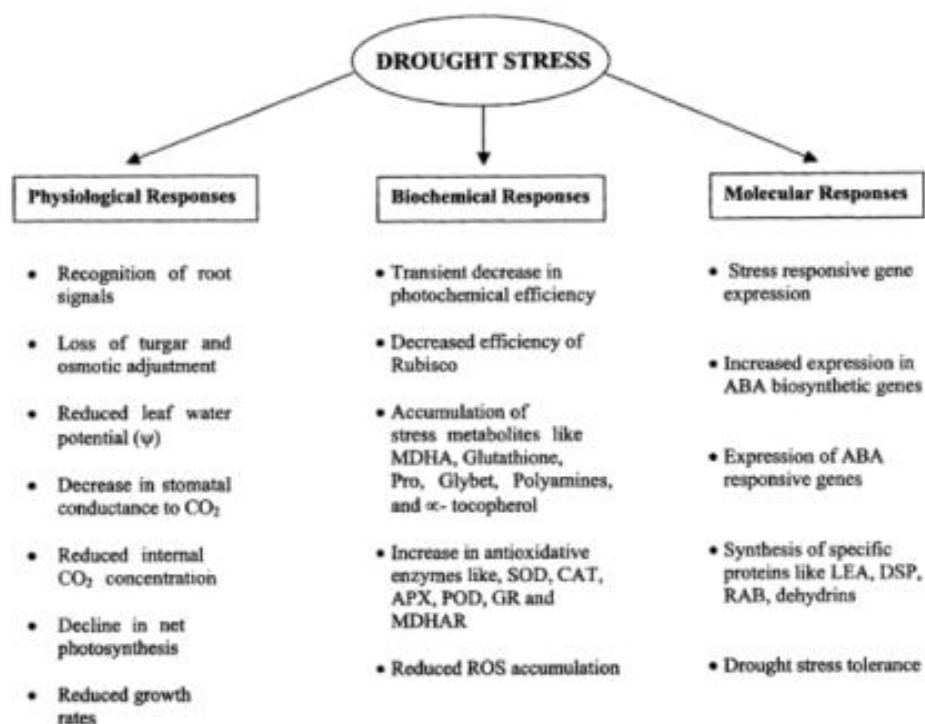 DROUGHT STRESS
Physiological Responses
• Recognition of root
signals
• Loss of turgar and
osmotic adjustment
• Reduced leaf water
potential (ψ)
• Decrease in stomatal
conductance to CO₂
• Reduced internal
CO₂ concentration
• Decline in net
photosynthesis
• Reduced growth
rates
Biochemical Responses
• Transient decrease in
photochemical efficiency
• Decreased efficiency of
Rubisco
• Accumulation of
stress metabolites like
MDHA, Glutathione,
Pro, Glybet, Polyamines,
and ∝- tocopherol
• Increase in antioxidative
enzymes like, SOD, CAT,
APX, POD, GR and
MDHAR
• Reduced ROS accumulation
Molecular Responses
• Stress responsive gene
expression
• Increased expression in
ABA biosynthetic genes
• Expression of ABA
responsive genes
• Synthesis of specific
proteins like LEA, DSP,
RAB, dehydrins
• Drought stress tolerance